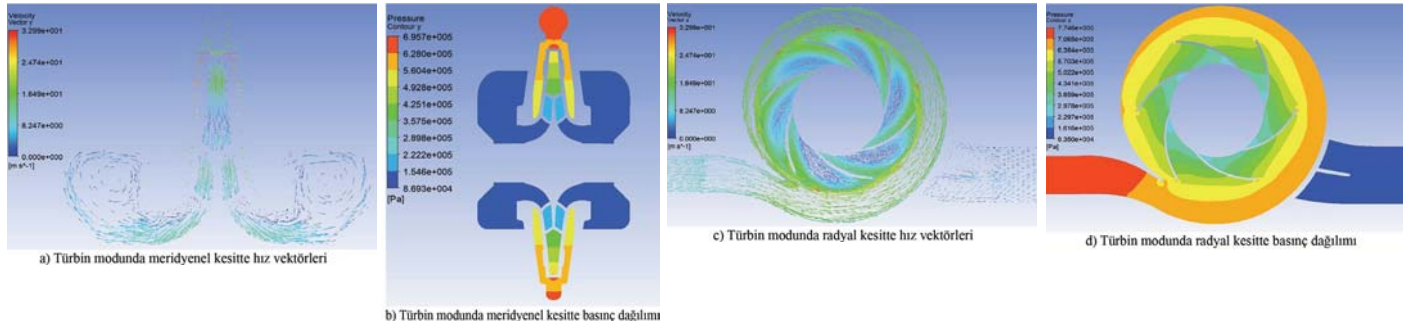 Velocity
Vector y
3.299e+001
2.474e+001
1.649e+001
8.247e+000
0.000e+000
[m s^-1]
a) Türbin modunda meridyenel kesitte hız vektörleri
Pressure
Contour y
6.957e+005
6.280e+005
5.604e+005
4.928e+005
4.251e+005
3.575e+005
2.898e+005
2.222e+005
1.546e+005
8.693e+004
[Pa]
b) Türbin modunda meridyenel kesitte basınç dağılımı
Velocity
3.299e+001
2.474e+001
1.649e+001
8.247e+000
0.000e+000
[m s^-1]
c) Türbin modunda radyal kesitte hız vektörleri
Pressure
7.746e+005
7.065e+005
6.384e+005
5.703e+005
5.022e+005
4.341e+005
3.659e+005
2.978e+005
2.297e+005
1.616e+005
[Pa]
d) Türbin modunda radyal kesitte basınç dağılımı